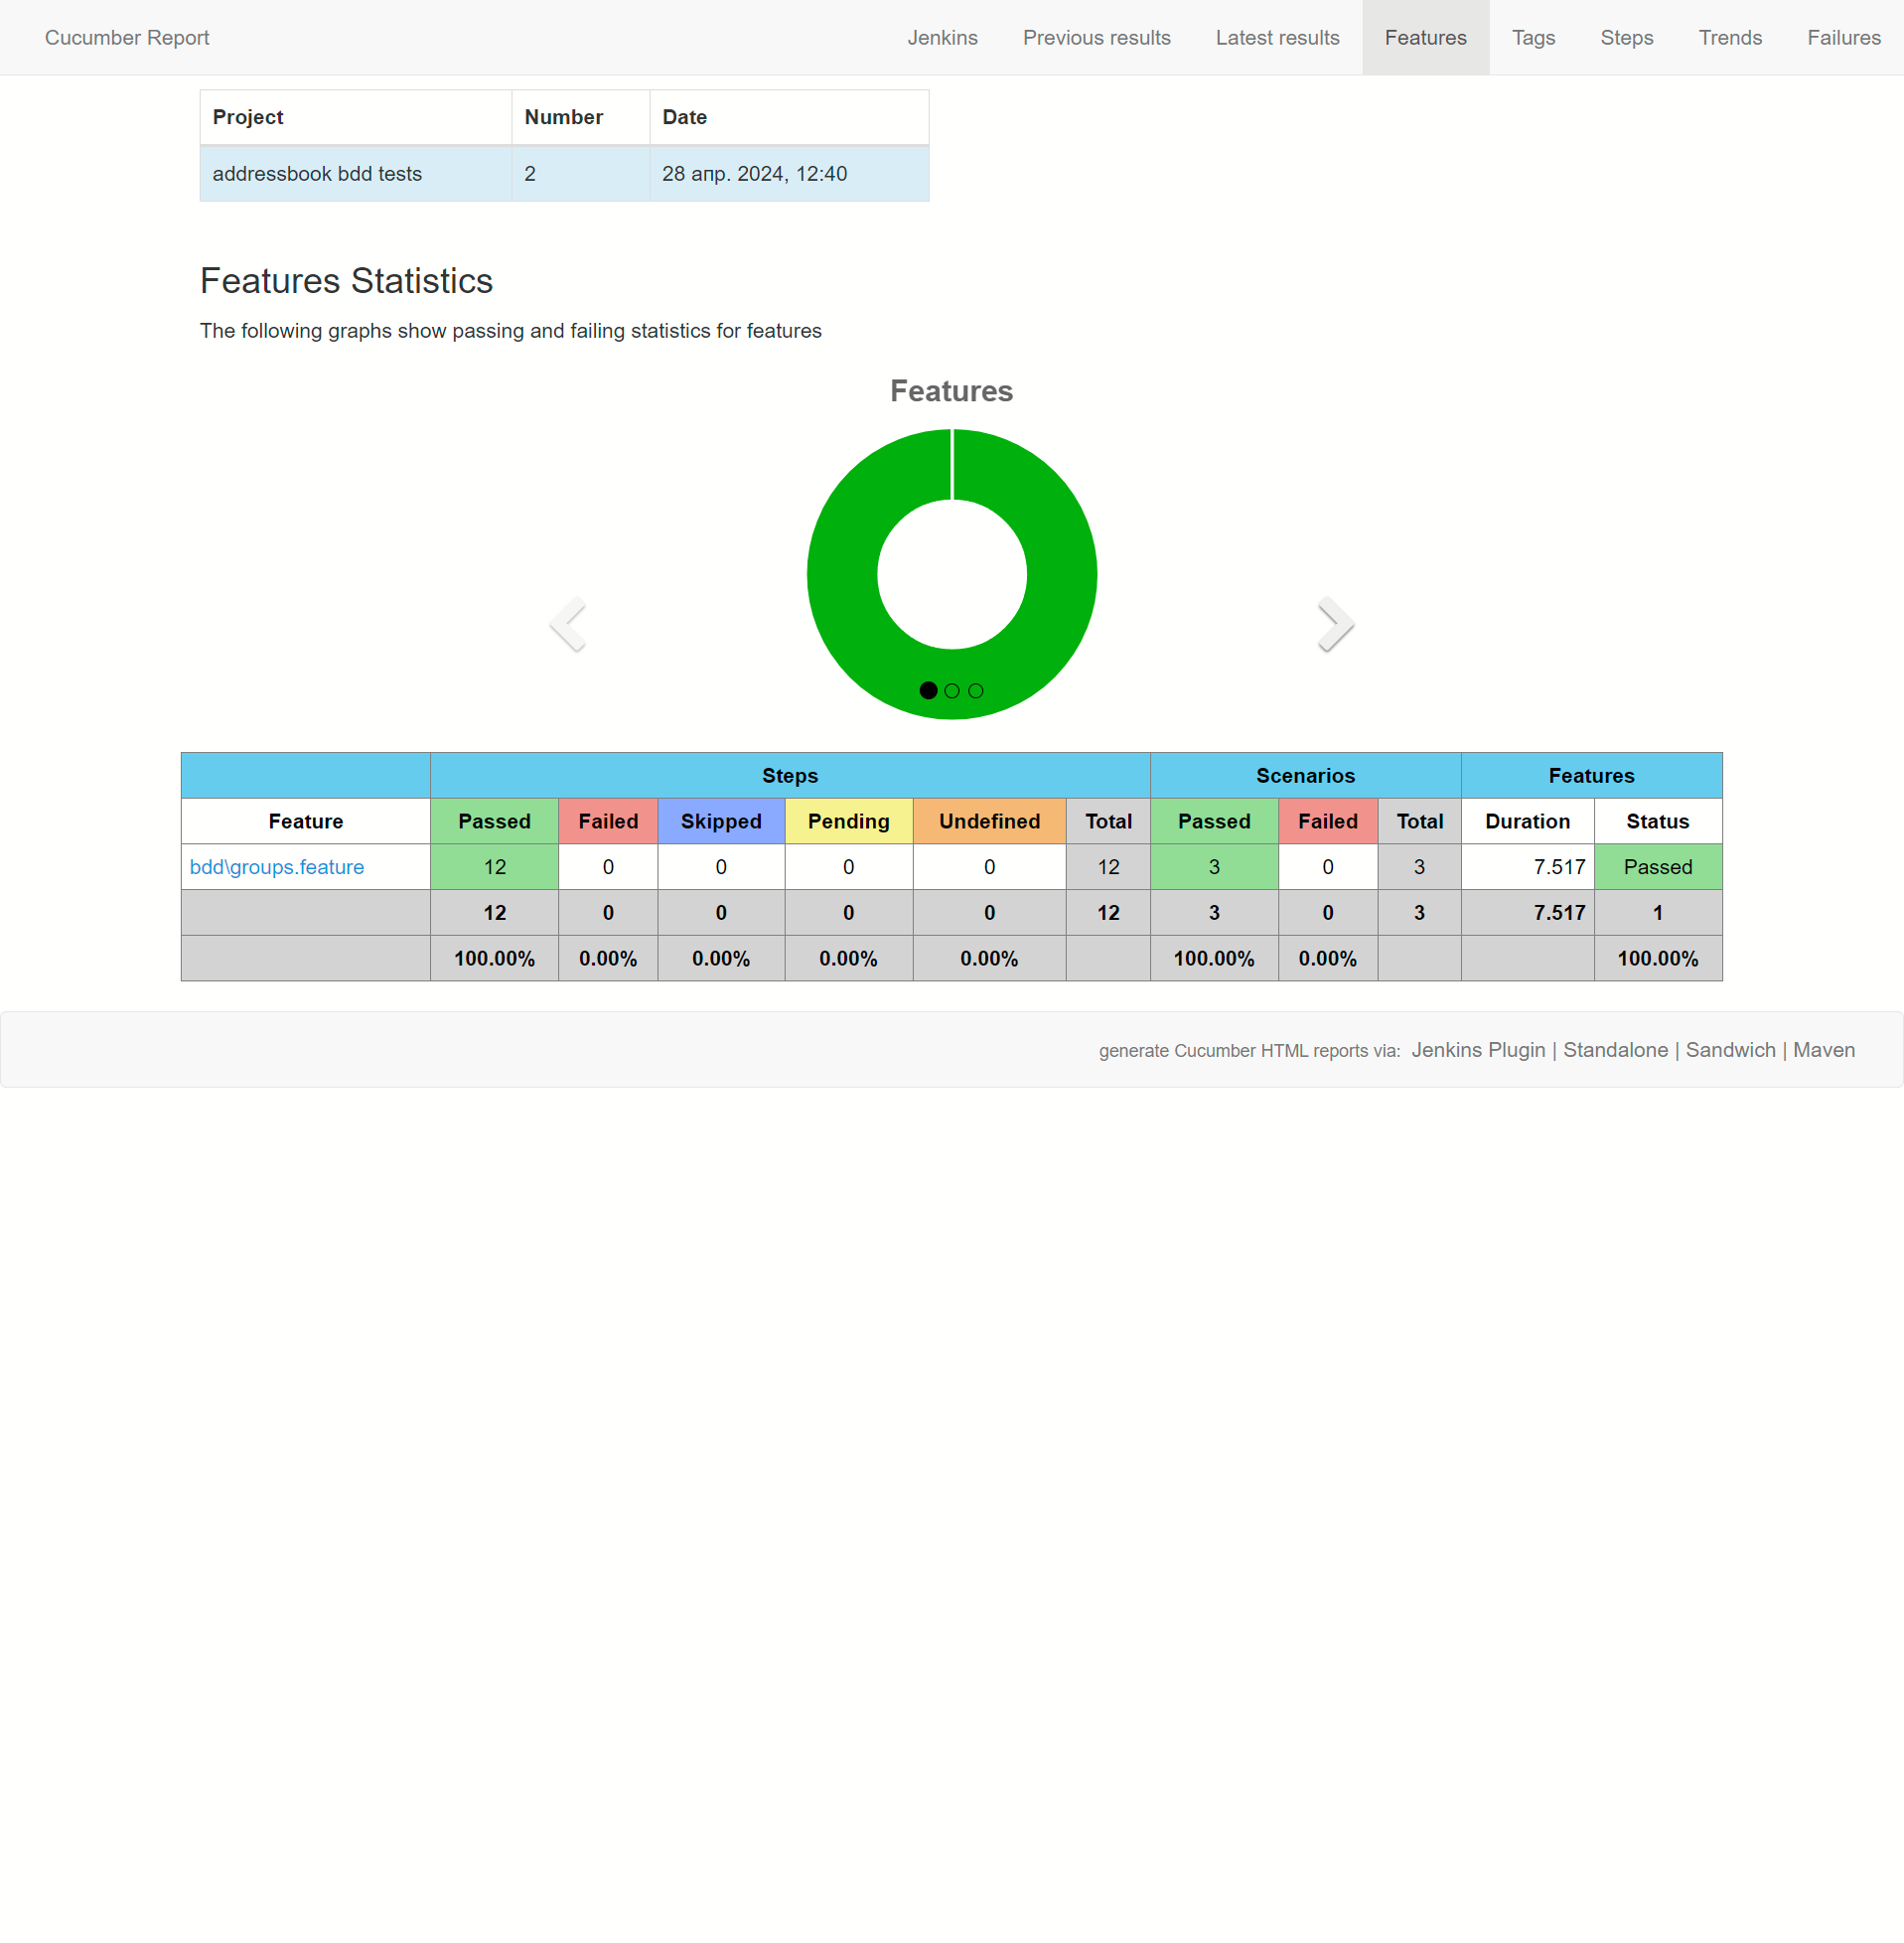 Cucumber Report Jenkins Previous results Latest results Features Tags Steps Trends Failures
Project Number Date
addressbook bdd tests 2 28 апр. 2024, 12:40
Features Statistics
The following graphs show passing and failing statistics for features
Features
Steps Scenarios Features
Feature Passed Failed Skipped Pending Undefined Total Passed Failed Total Duration Status
bdd\groups.feature 12 0 0 0 0 12 3 0 3 7.517 Passed
12 0 0 0 0 12 3 0 3 7.517 1
100.00% 0.00% 0.00% 0.00% 0.00% 100.00% 0.00% 100.00%
generate Cucumber HTML reports via: Jenkins Plugin | Standalone | Sandwich | Maven